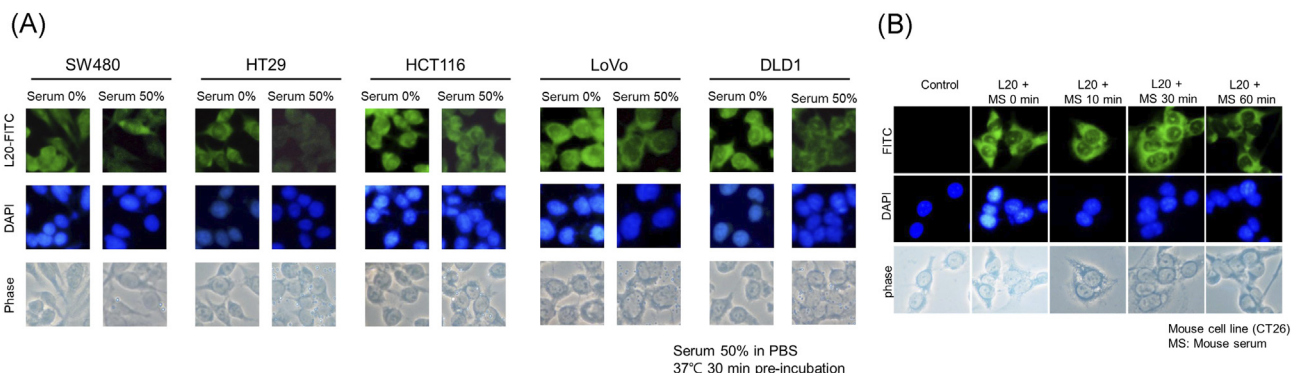 (A)
SW480 HT29 HCT116 LoVo DLD1
Serum 0% Serum 50% Serum 0% Serum 50% Serum 0% Serum 50% Serum 0% Serum 50% Serum 0% Serum 50%
L20-FITC
DAPI
Phase
Serum 50% in PBS
37℃ 30 min pre-incubation
(B)
Control L20 + MS 0 min L20 + MS 10 min L20 + MS 30 min L20 + MS 60 min
FITC
DAPI
phase
Mouse cell line (CT26)
MS: Mouse serum